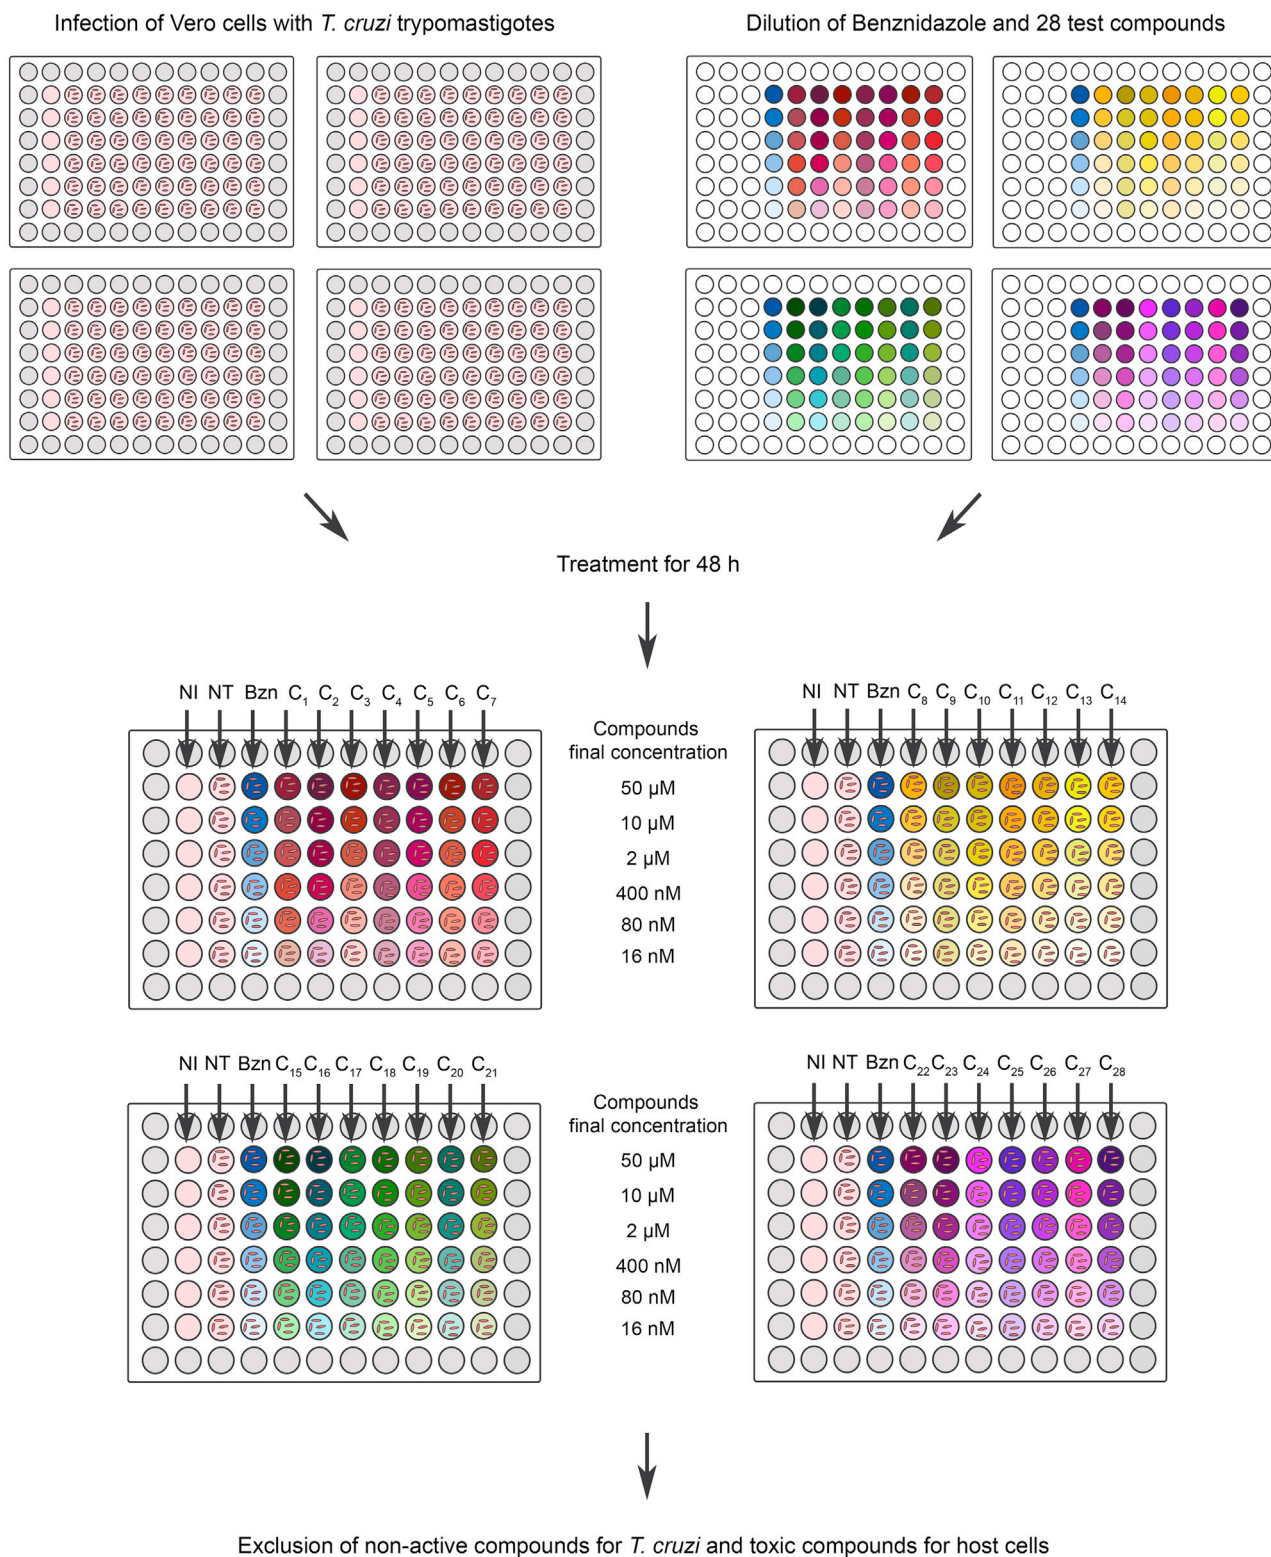 Infection of Vero cells with T. cruzi trypomastigotes
Dilution of Benznidazole and 28 test compounds
Treatment for 48 h
NI NT Bzn C1 C2 C3 C4 C5 C6 C7
Compounds
final concentration
50 µM
10 µM
2 µM
400 nM
80 nM
16 nM
NI NT Bzn C8 C9 C10 C11 C12 C13 C14
NI NT Bzn C15 C16 C17 C18 C19 C20 C21
Compounds
final concentration
50 µM
10 µM
2 µM
400 nM
80 nM
16 nM
NI NT Bzn C22 C23 C24 C25 C26 C27 C28
Exclusion of non-active compounds for T. cruzi and toxic compounds for host cells